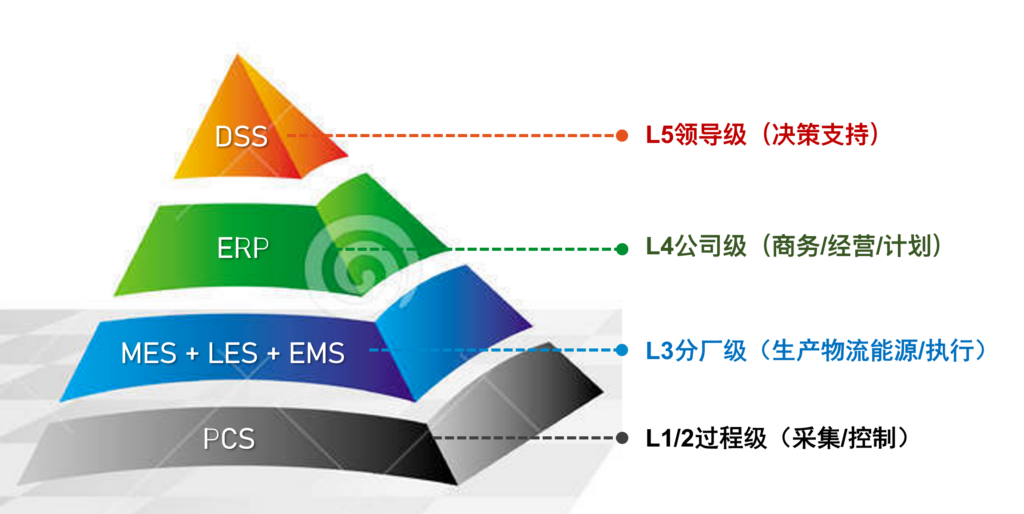 DSS
L5领导级（决策支持）
ERP
L4公司级（商务/经营/计划）
MES + LES + EMS
L3分厂级（生产物流能源/执行）
PCS
L1/2过程级（采集/控制）